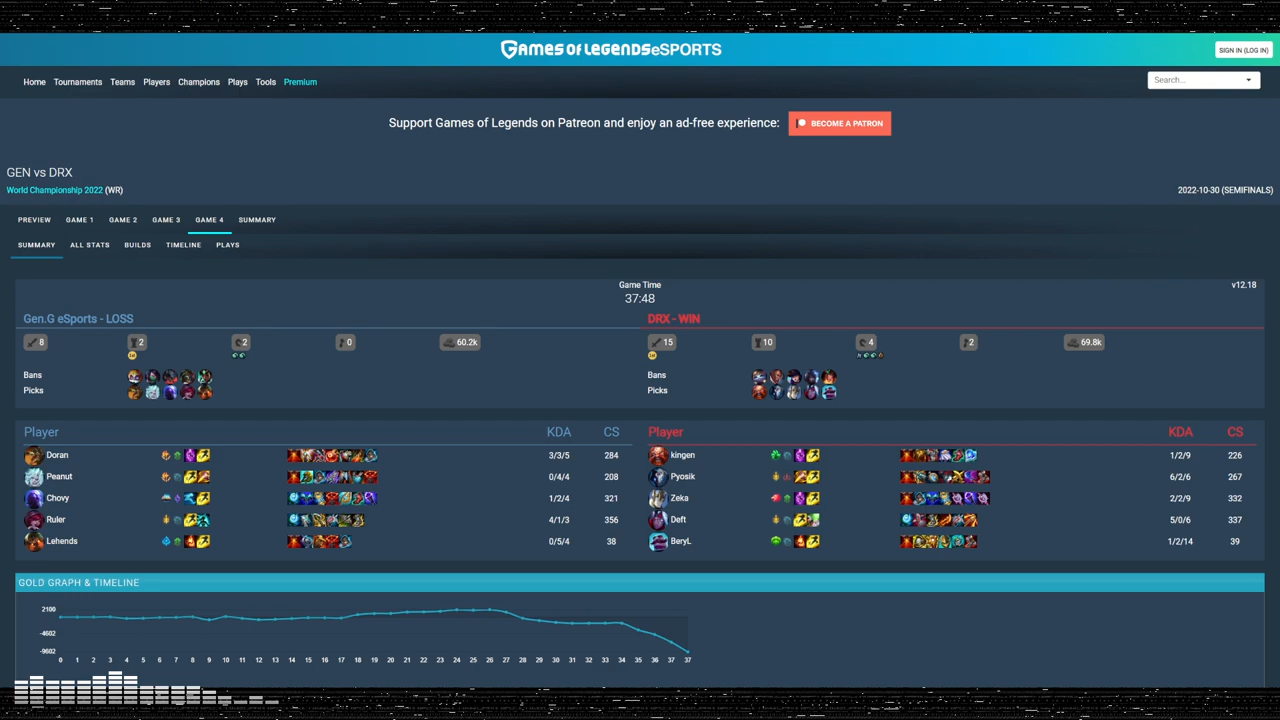 GAMES OF LEGENDS eSPORTS
SIGN IN (LOG IN)
Home Tournaments Teams Players Champions Plays Tools Premium
Search...
Support Games of Legends on Patreon and enjoy an ad-free experience: BECOME A PATRON
GEN vs DRX
World Championship 2022 (WR)
2022-10-30 (SEMIFINALS)
PREVIEW GAME 1 GAME 2 GAME 3 GAME 4 SUMMARY
SUMMARY ALL STATS BUILDS TIMELINE PLAYS
Game Time
v12.18
37:48
Gen.G eSports - LOSS
DRX - WIN
8 2 2 0 60.2k
15 10 4 2 69.8k
Bans
Bans
Picks
Picks
Player KDA CS
Player KDA CS
Doran 3/3/5 284
kingen 1/2/9 226
Peanut 0/4/4 208
Pyosik 6/2/6 267
Chovy 1/2/4 321
Zeka 2/2/9 332
Ruler 4/1/3 356
Deft 5/0/6 337
Lehends 0/5/4 38
BeryL 1/2/14 39
GOLD GRAPH & TIMELINE
2100
-4602
-9602
0 1 2 3 4 5 6 7 8 9 10 11 12 13 14 15 16 17 18 19 20 21 22 23 24 25 26 27 28 29 30 31 32 33 34 35 36 37 37